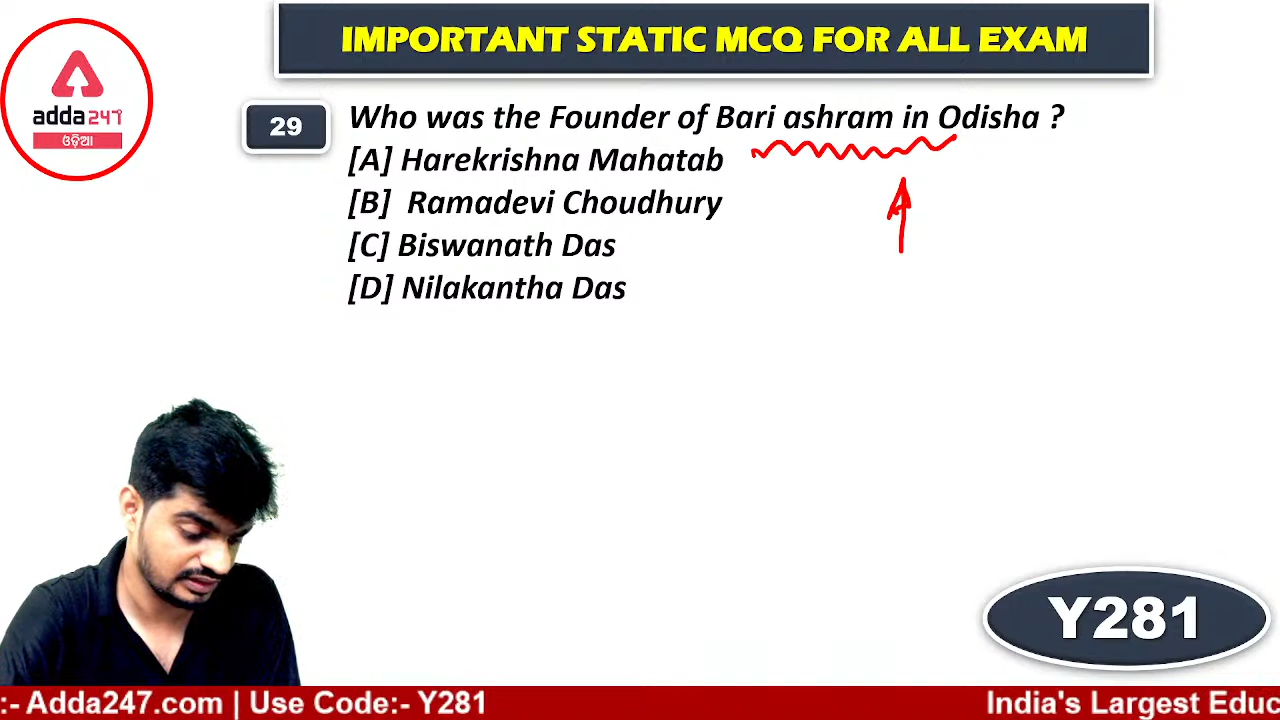 IMPORTANT STATIC MCQ FOR ALL EXAM
adda247
ଓଡ଼ିଆ
29
Who was the Founder of Bari ashram in Odisha ?
[A] Harekrishna Mahatab
[B] Ramadevi Choudhury
[C] Biswanath Das
[D] Nilakantha Das
Y281
:- Adda247.com | Use Code:- Y281
India's Largest Educ